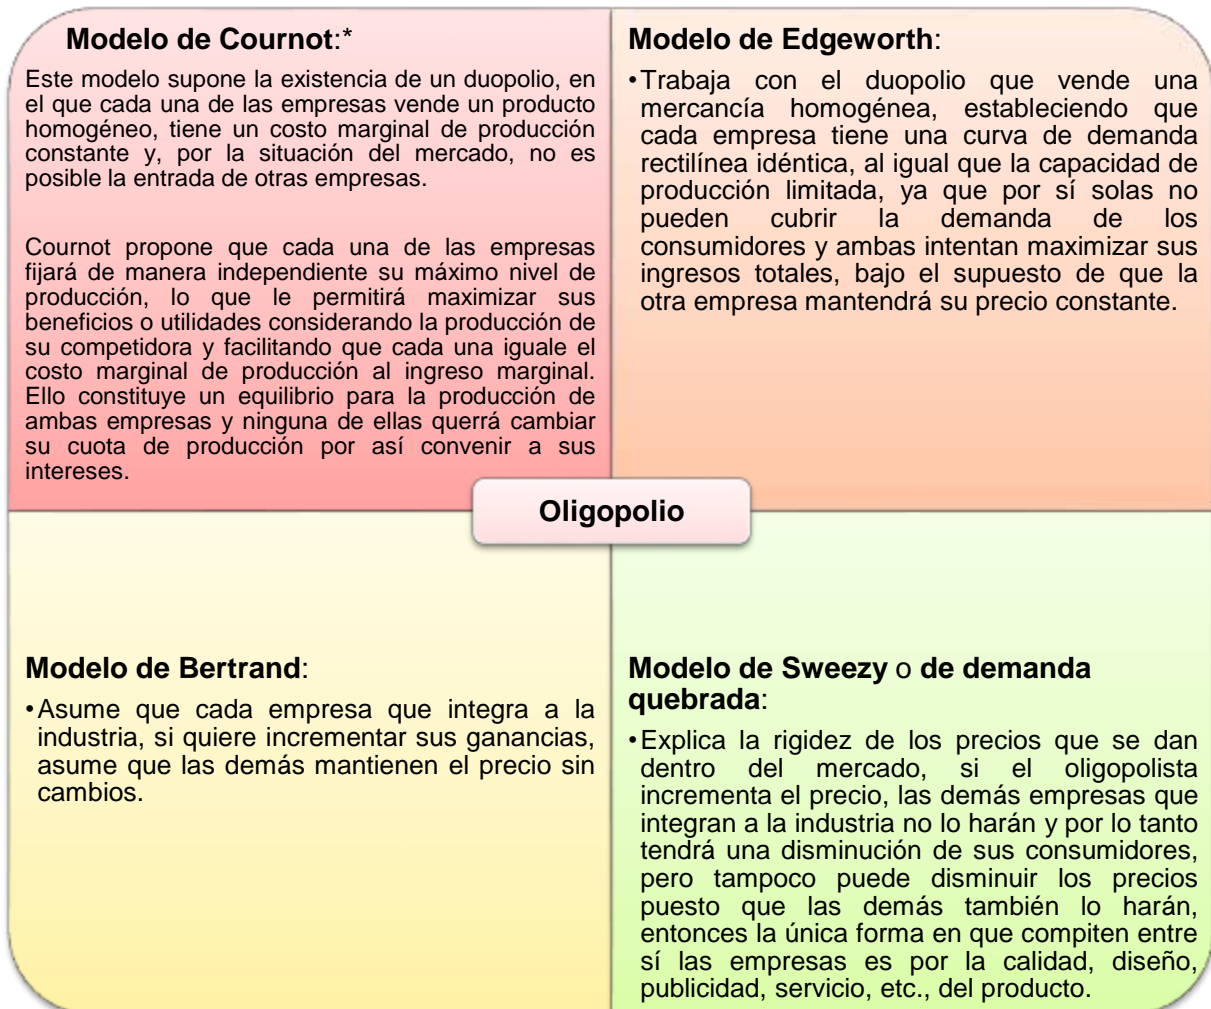 Modelo de Cournot:*
Este modelo supone la existencia de un duopolio, en
el que cada una de las empresas vende un producto
homogéneo, tiene un costo marginal de producción
constante y, por la situación del mercado, no es
posible la entrada de otras empresas.
Cournot propone que cada una de las empresas
fijará de manera independiente su máximo nivel de
producción, lo que le permitirá maximizar sus
beneficios o utilidades considerando la producción de
su competidora y facilitando que cada una iguale el
costo marginal de producción al ingreso marginal.
Ello constituye un equilibrio para la producción de
ambas empresas y ninguna de ellas querrá cambiar
su cuota de producción por así convenir a sus
intereses.
Modelo de Edgeworth:
•Trabaja con el duopolio que vende una
mercancía homogénea, estableciendo que
cada empresa tiene una curva de demanda
rectilínea idéntica, al igual que la capacidad de
producción limitada, ya que por sí solas no
pueden cubrir la demanda de los
consumidores y ambas intentan maximizar sus
ingresos totales, bajo el supuesto de que la
otra empresa mantendrá su precio constante.
Oligopolio
Modelo de Bertrand:
•Asume que cada empresa que integra a la
industria, si quiere incrementar sus ganancias,
asume que las demás mantienen el precio sin
cambios.
Modelo de Sweezy o de demanda
quebrada:
•Explica la rigidez de los precios que se dan
dentro del mercado, si el oligopolista
incrementa el precio, las demás empresas que
integran a la industria no lo harán y por lo tanto
tendrá una disminución de sus consumidores,
pero tampoco puede disminuir los precios
puesto que las demás también lo harán,
entonces la única forma en que compiten entre
sí las empresas es por la calidad, diseño,
publicidad, servicio, etc., del producto.